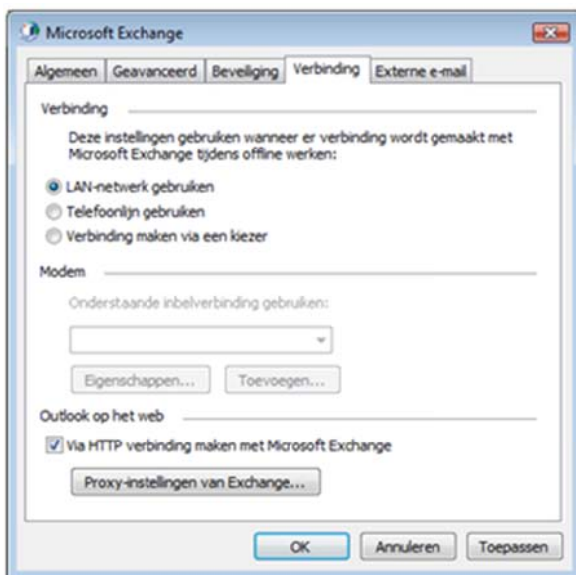 Microsoft Exchange
Algemeen Geavanceerd Beveiliging Verbinding Externe e-mail
Verbinding
Deze instellingen gebruiken wanneer er verbinding wordt gemaakt met
Microsoft Exchange tijdens offline werken:
LAN-netwerk gebruiken
Telefoonlijn gebruiken
Verbinding maken via een kiezer
Modem
Onderstaande inbelverbinding gebruiken:
Eigenschappen... Toevoegen...
Outlook op het web
Via HTTP verbinding maken met Microsoft Exchange
Proxy-instellingen van Exchange...
OK Annuleren Toepassen